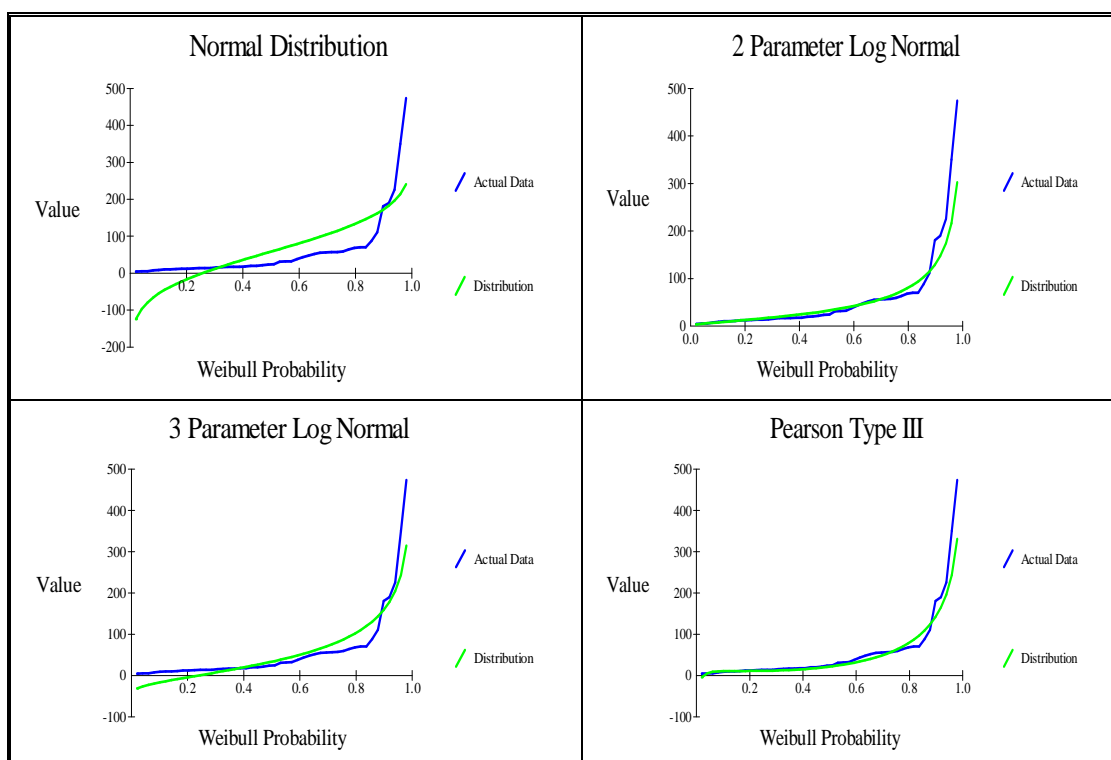 Normal Distribution
500
400
300
200
100
0
-100
-200
0.2
0.4
0.6
0.8
1.0
Value
Weibull Probability
Actual Data
Distribution
2 Parameter Log Normal
500
400
300
200
100
0
0.0
0.2
0.4
0.6
0.8
1.0
Value
Weibull Probability
Actual Data
Distribution
3 Parameter Log Normal
500
400
300
200
100
0
-100
0.2
0.4
0.6
0.8
1.0
Value
Weibull Probability
Actual Data
Distribution
Pearson Type III
500
400
300
200
100
0
-100
0.2
0.4
0.6
0.8
1.0
Value
Weibull Probability
Actual Data
Distribution